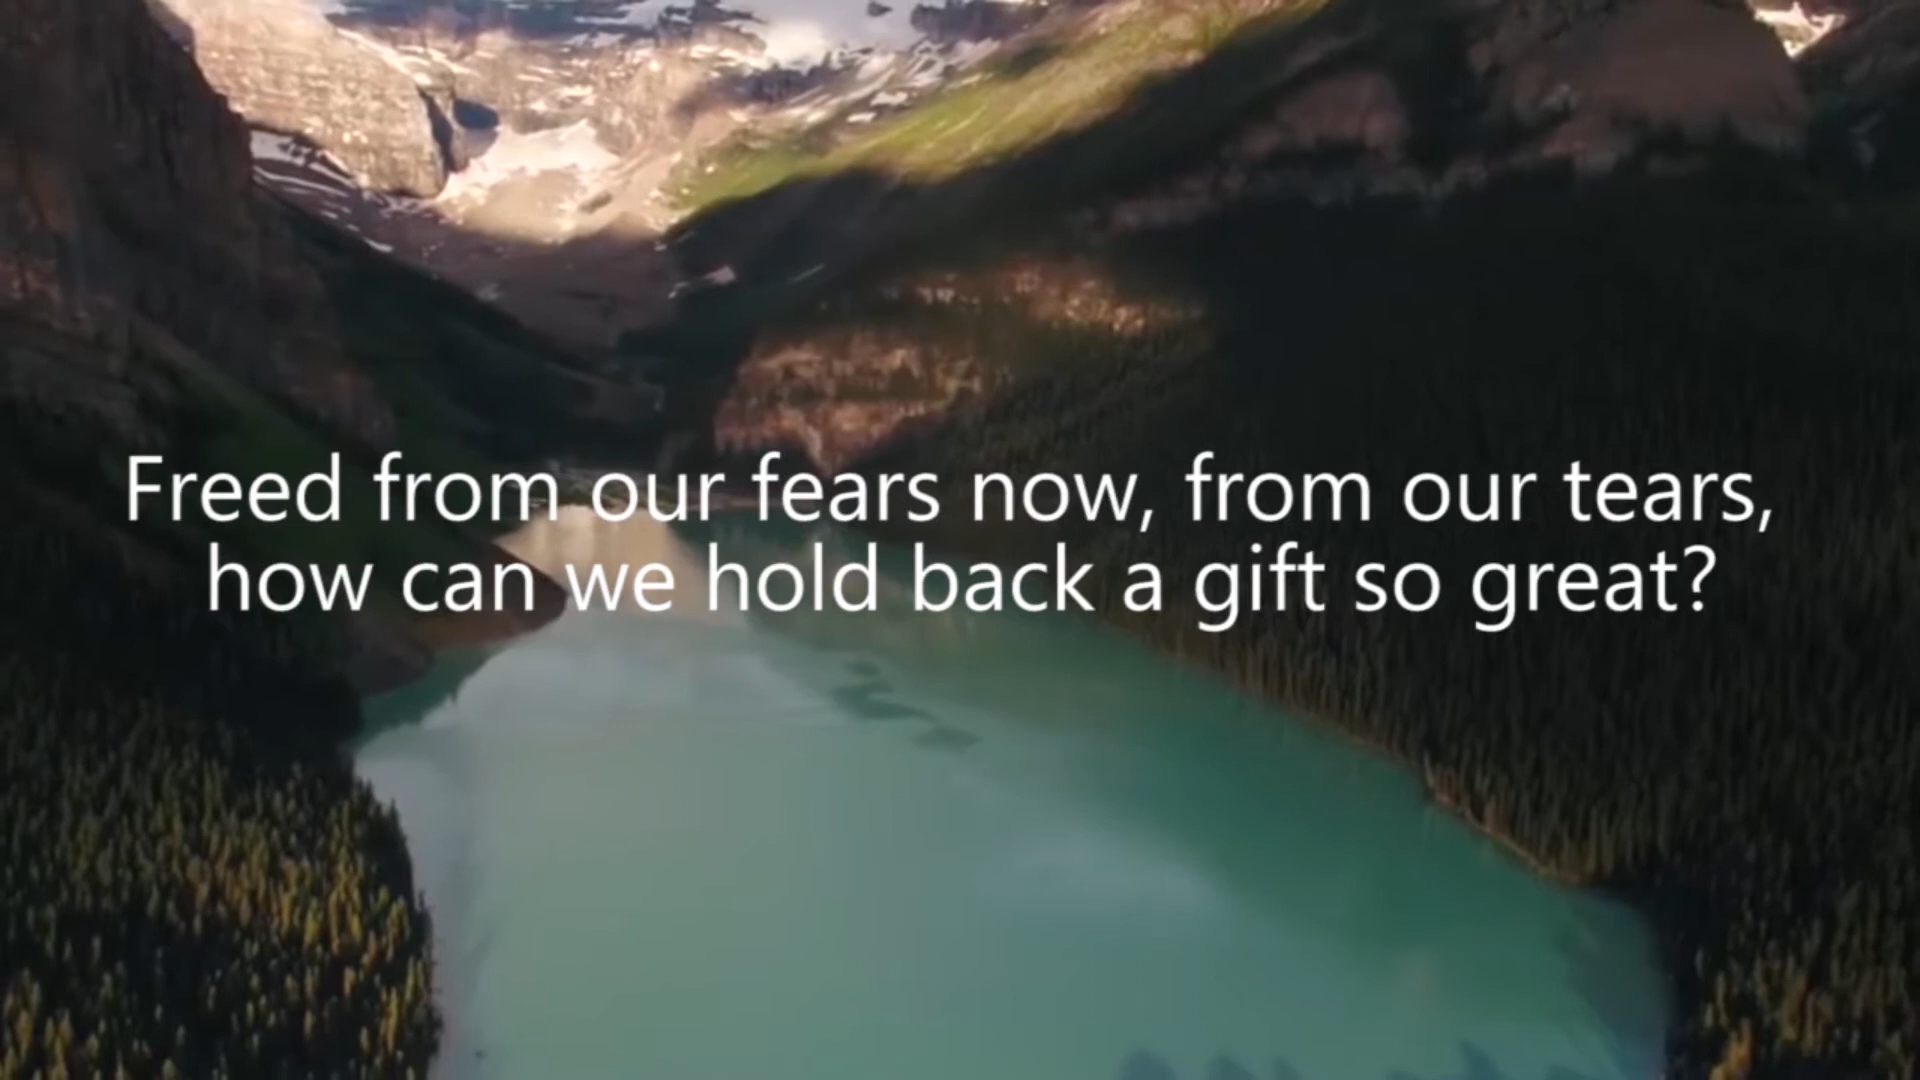 Freed from our fears now, from our tears,
how can we hold back a gift so great?